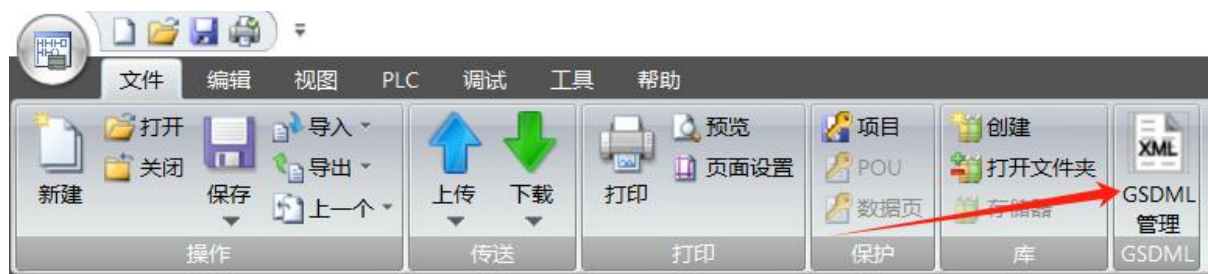 文件 编辑 视图 PLC 调试 工具 帮助
新建
打开
关闭
保存
导入
导出
上一个
操作
上传
下载
传送
打印
预览
页面设置
打印
项目
POU
数据页
保护
创建
打开文件夹
存储器
库
XML
GSDML
管理
GSDML